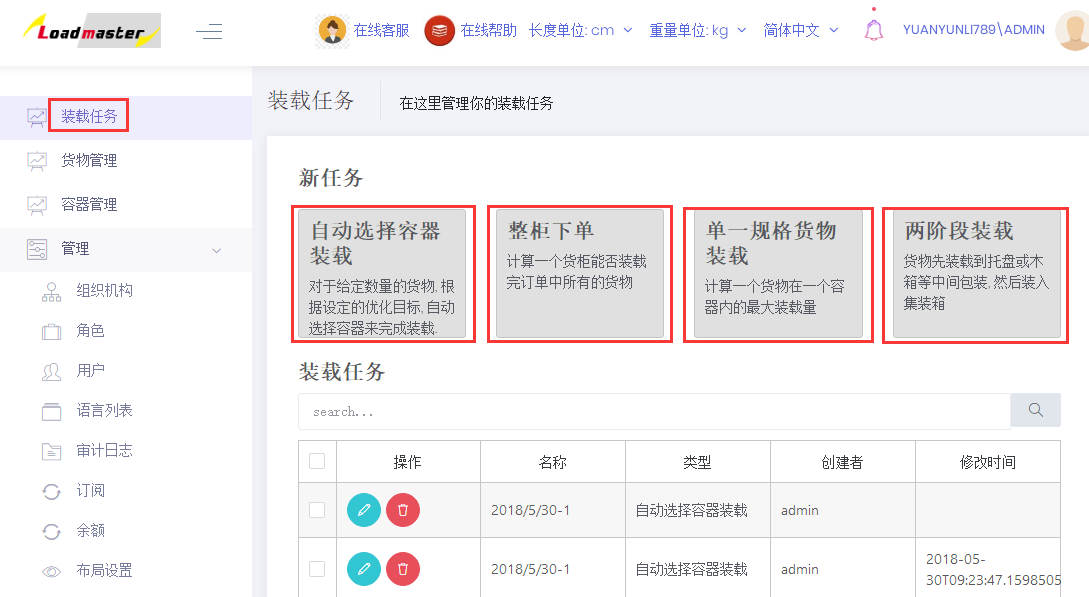 Loadmaster
在线客服
在线帮助
长度单位: cm
重量单位: kg
简体中文
YUANYUNLI789\ADMIN
装载任务
货物管理
容器管理
管理
组织机构
角色
用户
语言列表
审计日志
订阅
余额
布局设置
装载任务
在这里管理你的装载任务
新任务
自动选择容器
装载
对于给定数量的货物, 根
据设定的优化目标, 自动
选择容器来完成装载.
整柜下单
计算一个货柜能否装载
完订单中所有的货物
单一规格货物
装载
计算一个货物在一个容
器内的最大装载量
两阶段装载
货物先装载到托盘或木
箱等中间包装, 然后装入
集装箱
装载任务
search...
操作 名称 类型 创建者 修改时间
2018/5/30-1 自动选择容器装载 admin
2018/5/30-1 自动选择容器装载 admin 2018-05-
30T09:23:47.1598505